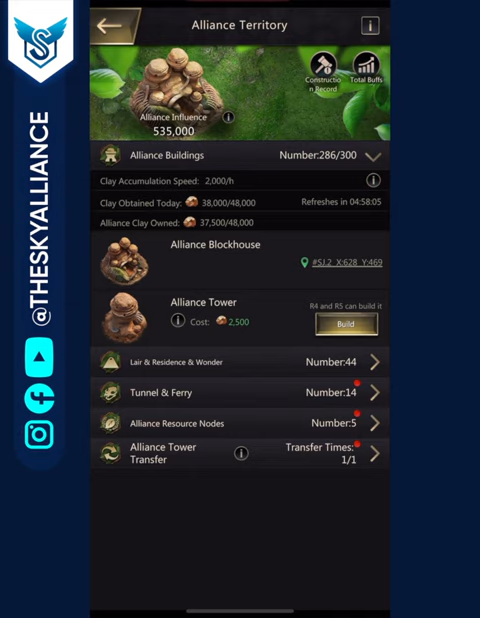 S
@THESKYALLIANCE
Alliance Territory
Constructio
n Record
Total Buffs
Alliance Influence
535,000
Alliance Buildings
Number:286/300
Clay Accumulation Speed: 2,000/h
Clay Obtained Today: 38,000/48,000
Refreshes in 04:58:05
Alliance Clay Owned: 37,500/48,000
Alliance Blockhouse
#SJ.2 X:628 Y:469
Alliance Tower
R4 and R5 can build it
Cost: 2,500
Build
Lair & Residence & Wonder
Number:44
Tunnel & Ferry
Number:14
Alliance Resource Nodes
Number:5
Alliance Tower
Transfer
Transfer Times:
1/1